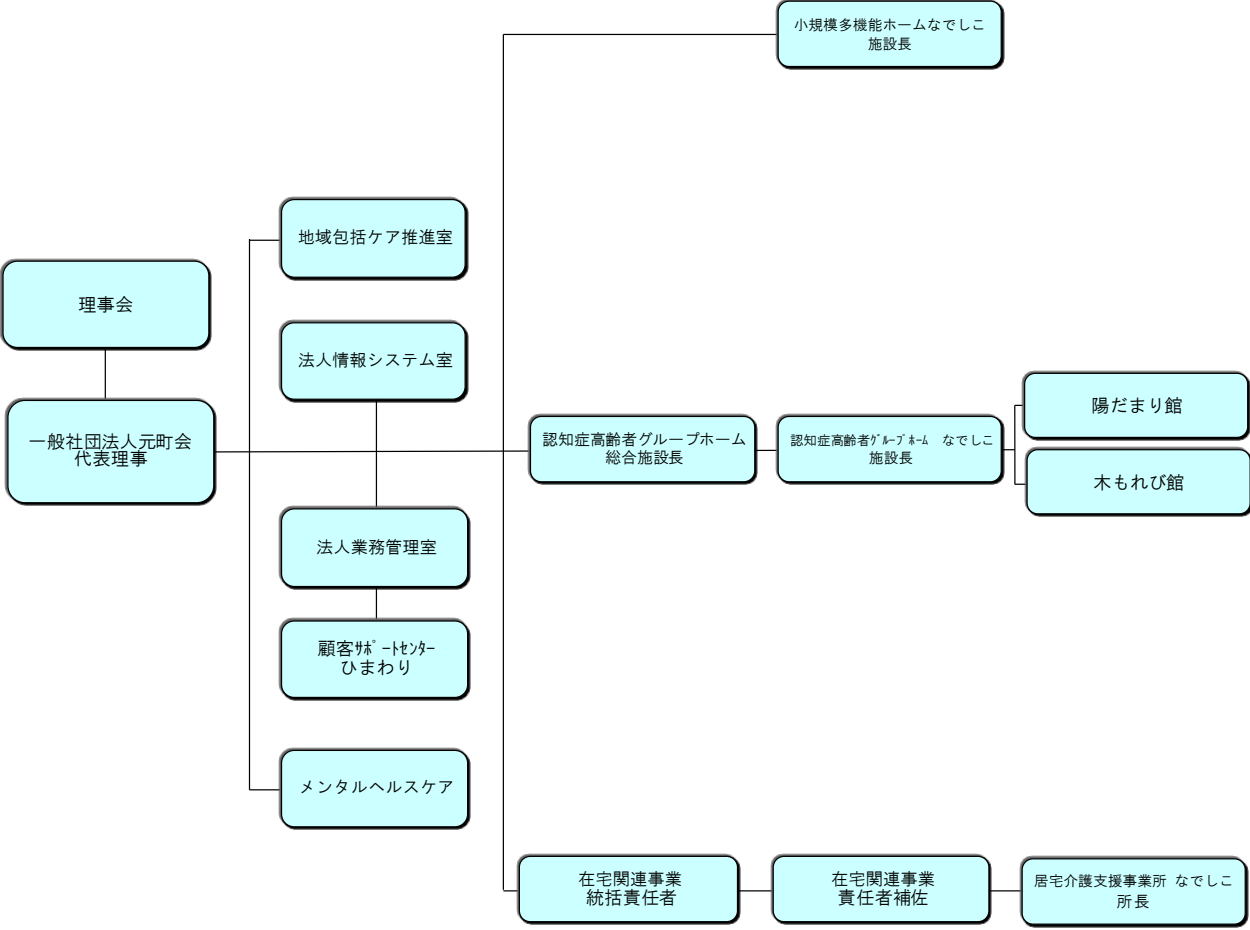 小規模多機能ホームなでしこ
施設長
地域包括ケア推進室
理事会
法人情報システム室
一般社団法人元町会
代表理事
認知症高齢者グループホーム
総合施設長
認知症高齢者ｸﾞﾙｰﾌﾟﾎｰﾑ　なでしこ
施設長
陽だまり館
木もれび館
法人業務管理室
顧客ｻﾎﾟｰﾄｾﾝﾀｰ
ひまわり
メンタルヘルスケア
在宅関連事業
統括責任者
在宅関連事業
責任者補佐
居宅介護支援事業所 なでしこ
所長